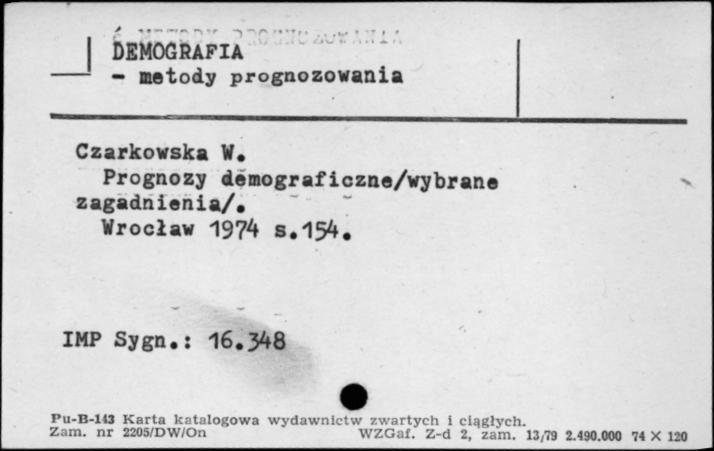 DEMOGRAFIA
- metody prognozowania
Czarkowska W.
Prognozy demograficzne/wybrane
zagadnienia/.
Wrocław 1974 s.154.
IMP Sygn.: 16.348
Pu-B-143 Karta katalogowa wydawnictw zwartych i ciągłych.
Zam. nr 2205/DW/On WZGaf. Z-d 2, zam. 13/79 2.490.000 74 X 120